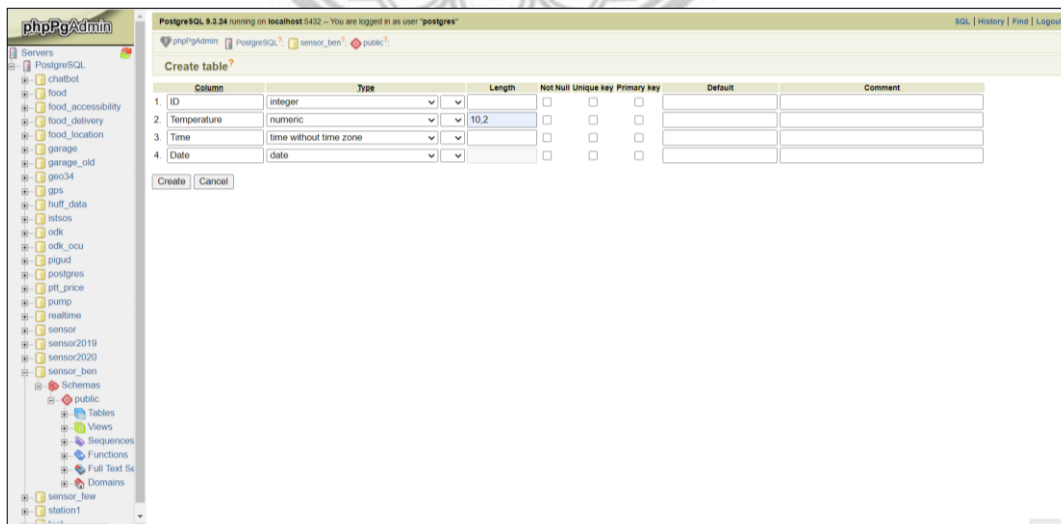 phpPgAdmin
Servers
PostgreSQL
chatbot
food
food_accessibility
food_delivery
food_location
garage
garage_old
geo34
gps
huff_data
istsos
odk
odk_ocu
pigud
postgres
ptt_price
pump
realtime
sensor
sensor2019
sensor2020
sensor_ben
Schemas
public
Tables
Views
Sequences
Functions
Full Text Se
Domains
sensor_few
station1
PostgreSQL 9.3.24 running on localhost:5432 -- You are logged in as user "postgres"
SQL | History | Find | Logout
phpPgAdmin: PostgreSQL?: sensor_ben?: public?:
Create table?
Column Type Length Not Null Unique key Primary key Default Comment
1. ID integer
2. Temperature numeric 10,2
3. Time time without time zone
4. Date date
Create Cancel